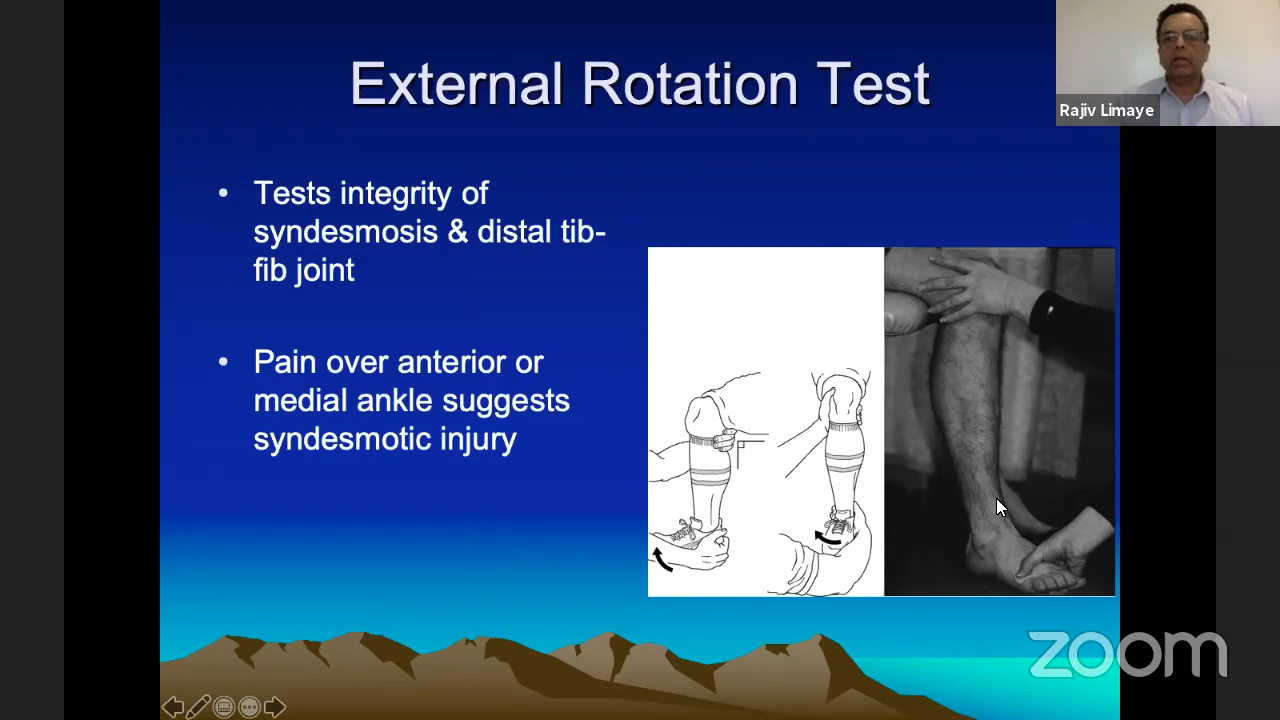 External Rotation Test
Rajiv Limaye
• Tests integrity of
syndesmosis & distal tib-
fib joint
• Pain over anterior or
medial ankle suggests
syndesmotic injury
zoom